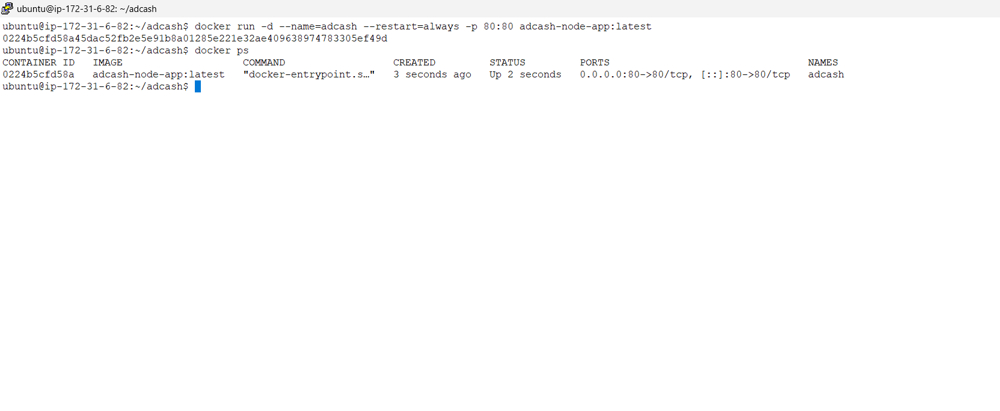 ubuntu@ip-172-31-6-82: ~/adcash
ubuntu@ip-172-31-6-82:~/adcash$ docker run -d --name=adcash --restart=always -p 80:80 adcash-node-app:latest
0224b5cfd58a45dac52fb2e5e91b8a01285e221e32ae409638974783305ef49d
ubuntu@ip-172-31-6-82:~/adcash$ docker ps
CONTAINER ID   IMAGE                    COMMAND                  CREATED         STATUS         PORTS                                 NAMES
0224b5cfd58a   adcash-node-app:latest   "docker-entrypoint.s…"   3 seconds ago   Up 2 seconds   0.0.0.0:80->80/tcp, [::]:80->80/tcp   adcash
ubuntu@ip-172-31-6-82:~/adcash$